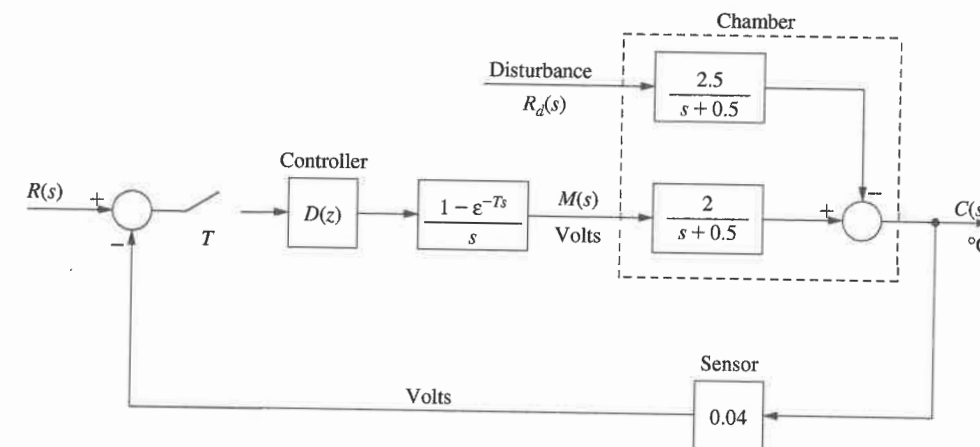 Chamber
Disturbance
R_d(s)
2.5
s + 0.5
Controller
R(s)
+
−
T
D(z)
1 − ε^{−Ts}
s
M(s)
Volts
2
s + 0.5
+
−
C(s
°C
Sensor
Volts
0.04